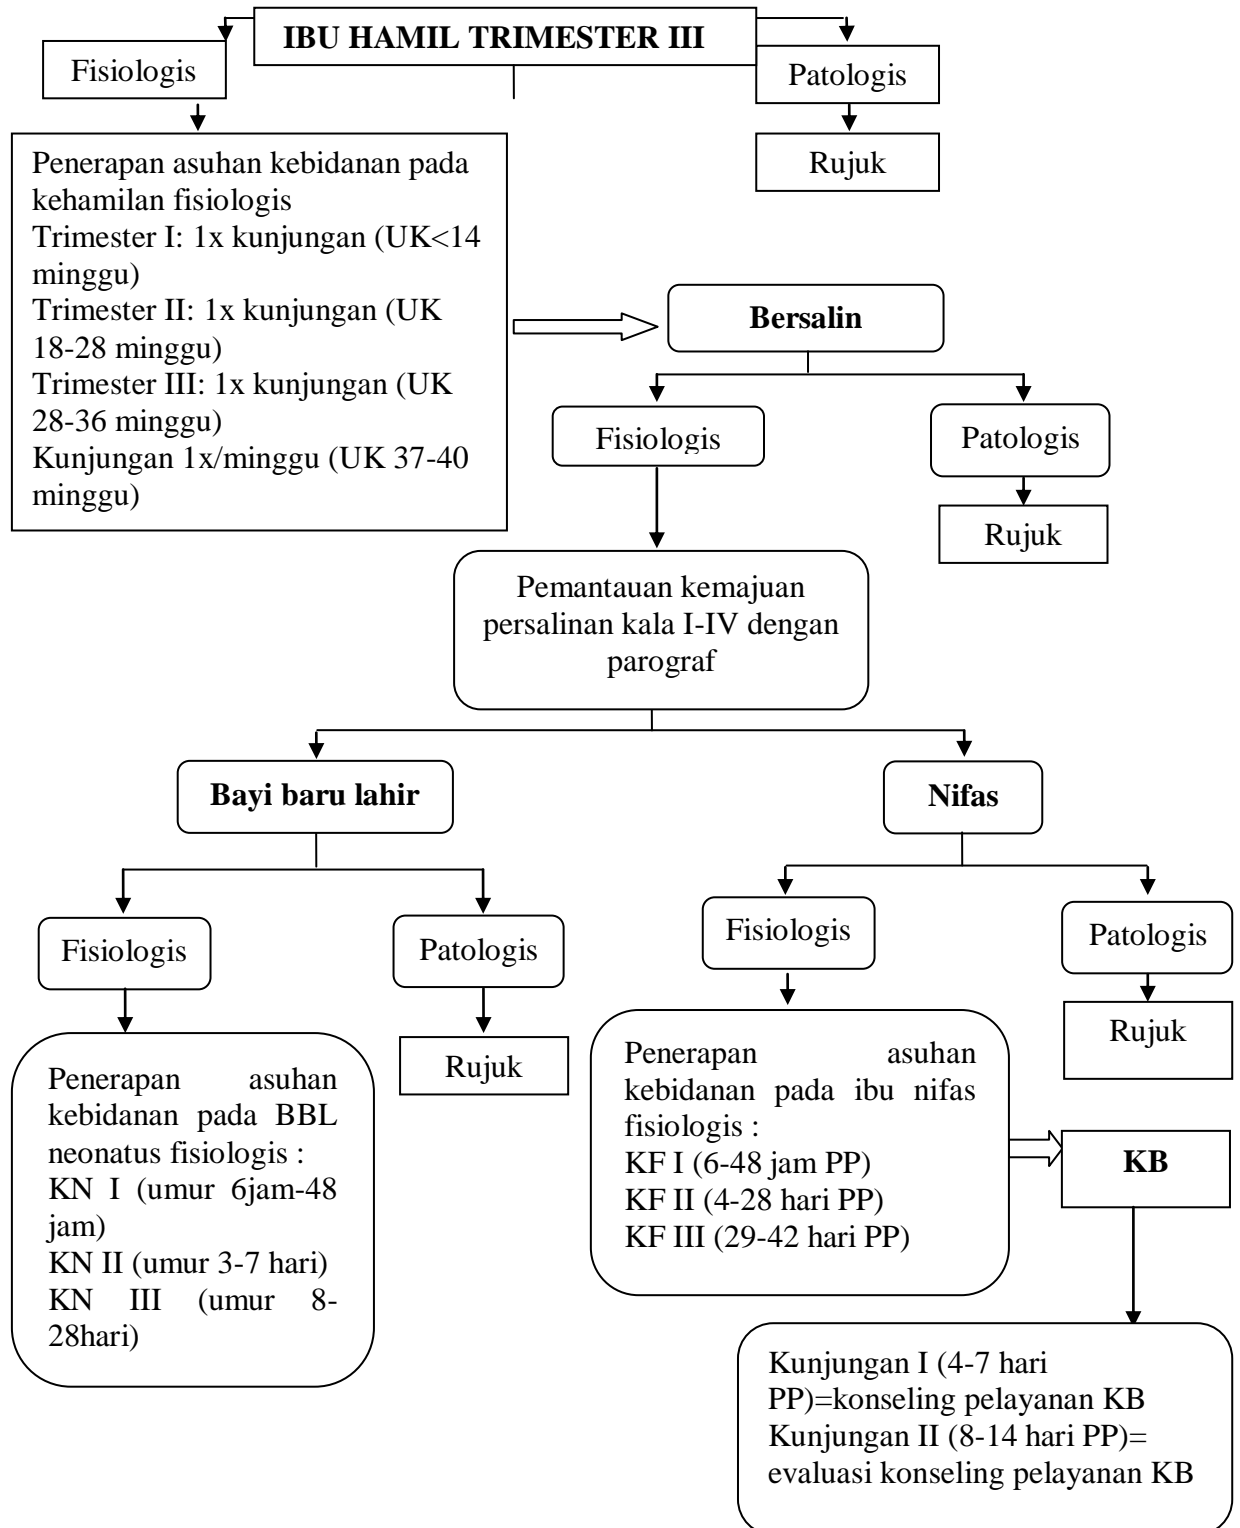 IBU HAMIL TRIMESTER III
Fisiologis
Patologis
Rujuk
Penerapan asuhan kebidanan pada
kehamilan fisiologis
Trimester I: 1x kunjungan (UK<14
minggu)
Trimester II: 1x kunjungan (UK
18-28 minggu)
Trimester III: 1x kunjungan (UK
28-36 minggu)
Kunjungan 1x/minggu (UK 37-40
minggu)
Bersalin
Fisiologis
Patologis
Rujuk
Pemantauan kemajuan
persalinan kala I-IV dengan
parograf
Bayi baru lahir
Nifas
Fisiologis
Patologis
Fisiologis
Patologis
Rujuk
Rujuk
Penerapan asuhan
kebidanan pada BBL
neonatus fisiologis :
KN I (umur 6jam-48
jam)
KN II (umur 3-7 hari)
KN III (umur 8-
28hari)
Penerapan asuhan
kebidanan pada ibu nifas
fisiologis :
KF I (6-48 jam PP)
KF II (4-28 hari PP)
KF III (29-42 hari PP)
KB
Kunjungan I (4-7 hari
PP)=konseling pelayanan KB
Kunjungan II (8-14 hari PP)=
evaluasi konseling pelayanan KB